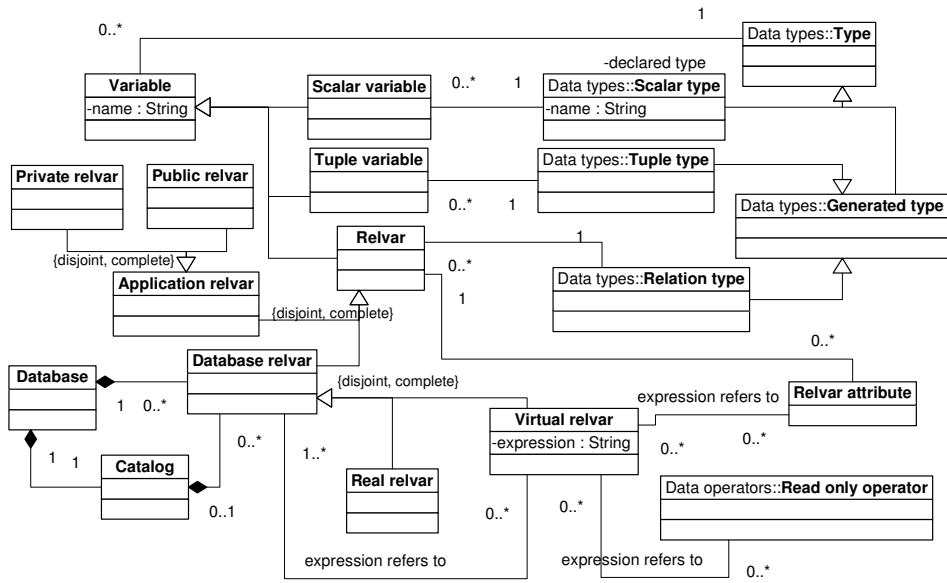 1
0..*
Data types::Type
-declared type
Variable
-name : String
Scalar variable
0..*
1
Data types::Scalar type
-name : String
Private relvar
Public relvar
Tuple variable
0..*
1
Data types::Tuple type
Data types::Generated type
Relvar
1
0..*
{disjoint, complete}
Application relvar
1
Data types::Relation type
{disjoint, complete}
0..*
Database relvar
{disjoint, complete}
Database
1
0..*
Virtual relvar
-expression : String
expression refers to
Relvar attribute
0..*
0..*
1
1
Catalog
0..*
1..*
Real relvar
0..1
0..*
0..*
Data operators::Read only operator
expression refers to
expression refers to
0..*